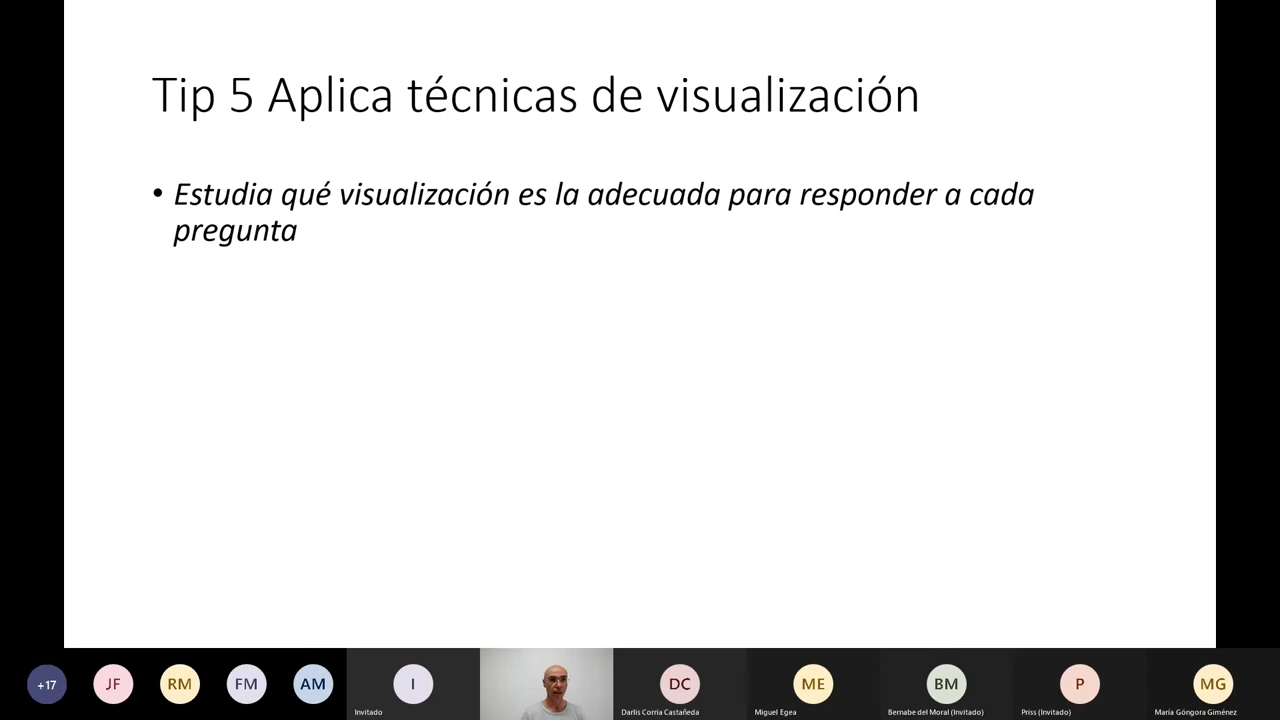 Tip 5 Aplica técnicas de visualización
• Estudia qué visualización es la adecuada para responder a cada
pregunta
+17
JF
RM
FM
AM
I
DC
ME
BM
P
MG
Invitado
Darlis Corria Castañeda
Miguel Egea
Bernabe del Moral (Invitado)
Priss (Invitado)
María Góngora Giménez